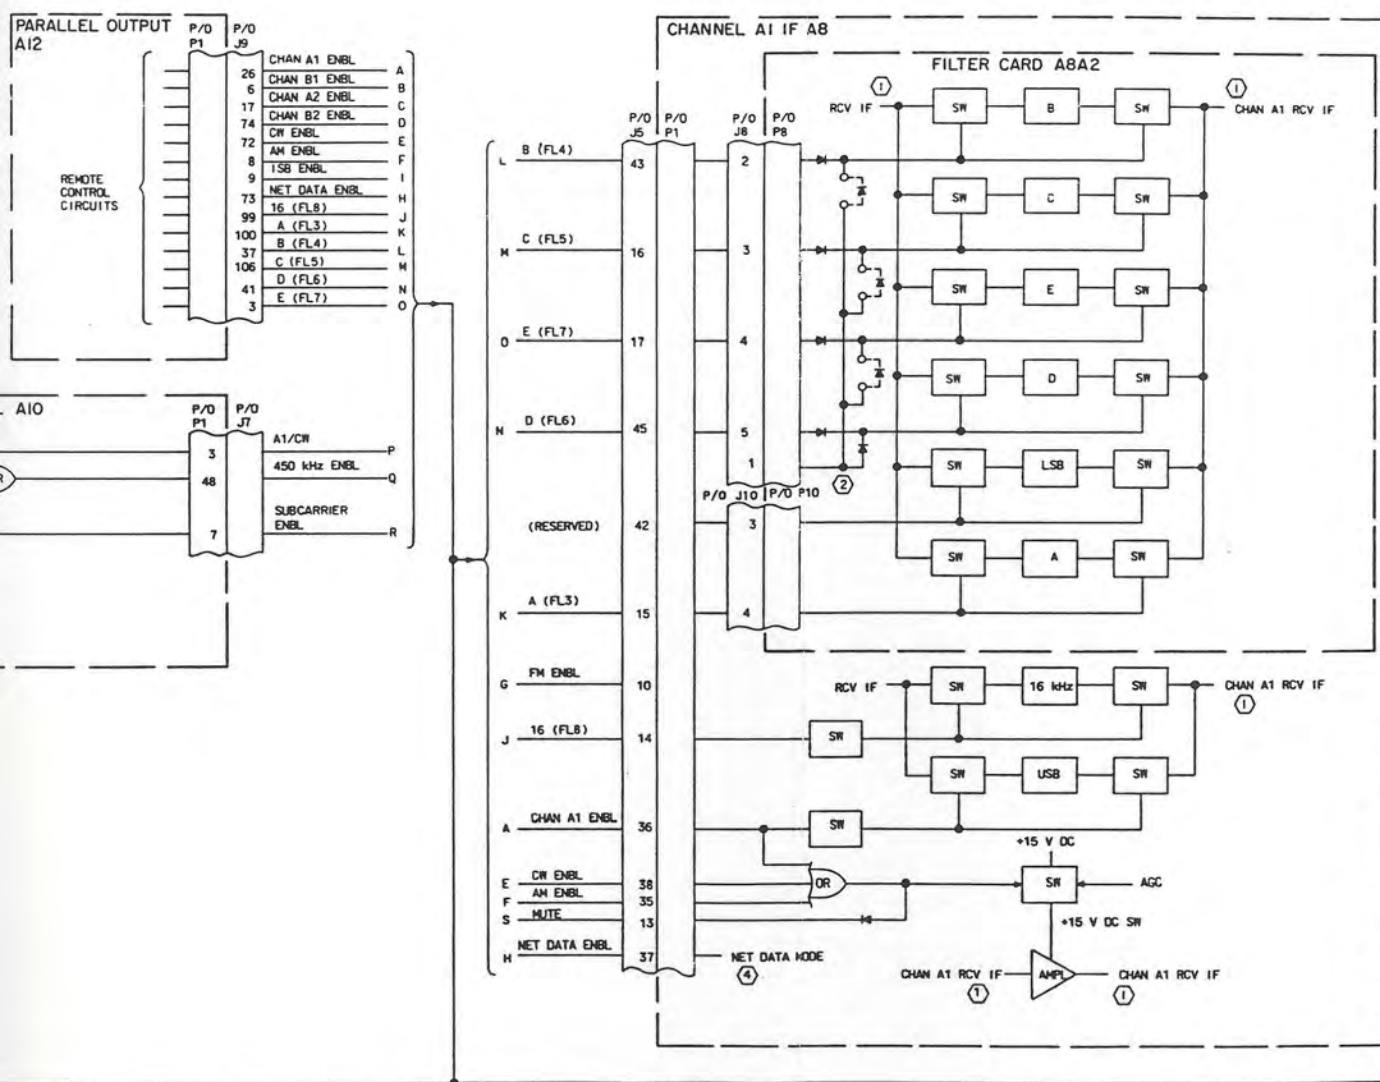 PARALLEL OUTPUT
A12
P/O P/O
P1 J9
REMOTE
CONTROL
CIRCUITS
26 CHAN A1 ENBL A
6 CHAN B1 ENBL B
17 CHAN A2 ENBL C
74 CHAN B2 ENBL D
72 CW ENBL E
8 AM ENBL F
9 ISB ENBL I
73 NET DATA ENBL H
99 16 (FL8) J
100 A (FL3) K
37 B (FL4) L
106 C (FL5) M
41 D (FL6) N
3 E (FL7) O
A10
P/O P/O
P1 J7
3 A1/CW P
48 450 kHz ENBL Q
7 SUBCARRIER
ENBL R
CHANNEL A1 IF A8
FILTER CARD A8A2
P/O P/O
J5 P1
P/O P/O
J8 P8
L B (FL4) 43 2
M C (FL5) 16 3
O E (FL7) 17 4
N D (FL6) 45 5
1
2
P/O J10 P/O P10
(RESERVED) 42 3
K A (FL3) 15 4
G FM ENBL 10
J 16 (FL8) 14 SW
A CHAN A1 ENBL 36 SW
E CW ENBL 38 OR
F AM ENBL 35
S MUTE 13
H NET DATA ENBL 37 NET DATA MODE
4
1
RCV IF SW B SW CHAN A1 RCV IF
1
SW C SW
SW E SW
SW D SW
SW LSB SW
SW A SW
RCV IF SW 16 kHz SW CHAN A1 RCV IF
1
SW USB SW
+15 V DC
SW AGC
+15 V DC SW
CHAN A1 RCV IF AMPL CHAN A1 RCV IF
1 1